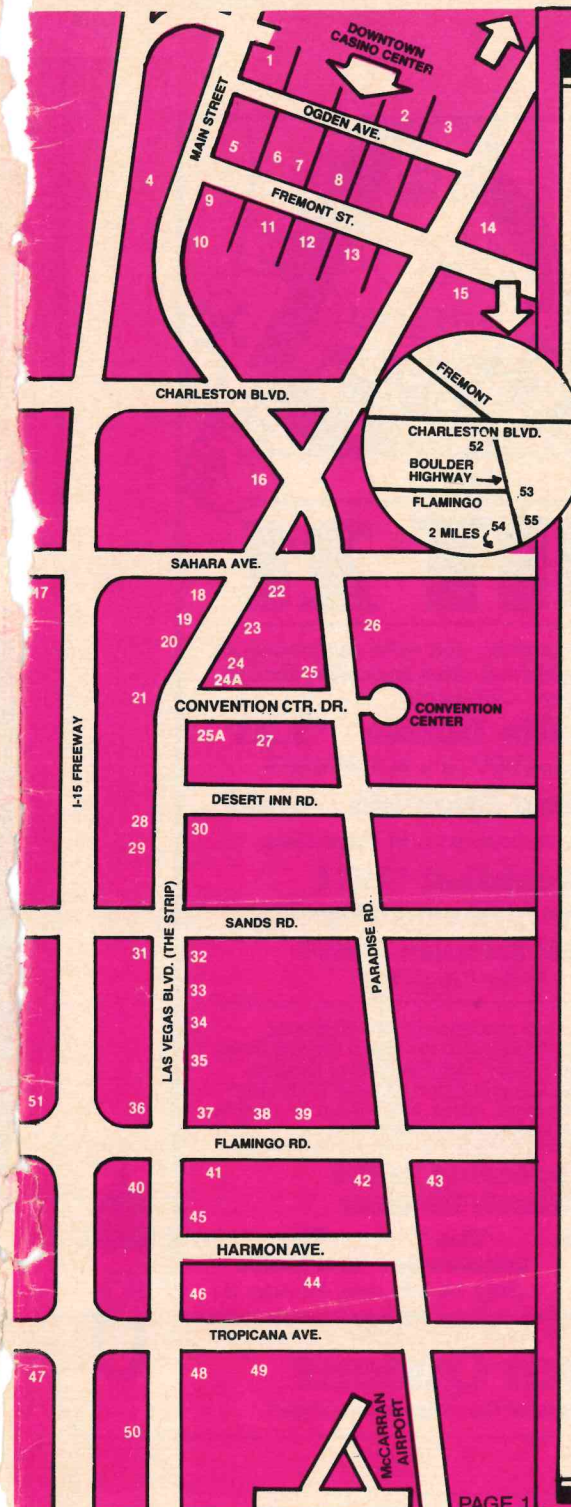 DOWNTOWN
CASINO CENTER
1
2
3
OGDEN AVE.
MAIN STREET
4
5
6
7
8
FREMONT ST.
9
10
11
12
13
14
15
CHARLESTON BLVD.
FREMONT
CHARLESTON BLVD.
52
BOULDER
HIGHWAY
53
FLAMINGO
2 MILES
54
55
16
SAHARA AVE.
17
18
22
19
23
26
20
24
24A
25
21
CONVENTION CTR. DR.
CONVENTION
CENTER
25A
27
I-15 FREEWAY
DESERT INN RD.
28
30
29
SANDS RD.
LAS VEGAS BLVD. (THE STRIP)
PARADISE RD.
31
32
33
34
35
51
36
37
38
39
FLAMINGO RD.
40
41
42
43
45
HARMON AVE.
46
44
TROPICANA AVE.
47
48
49
50
McCARRAN
AIRPORT
PAGE 1